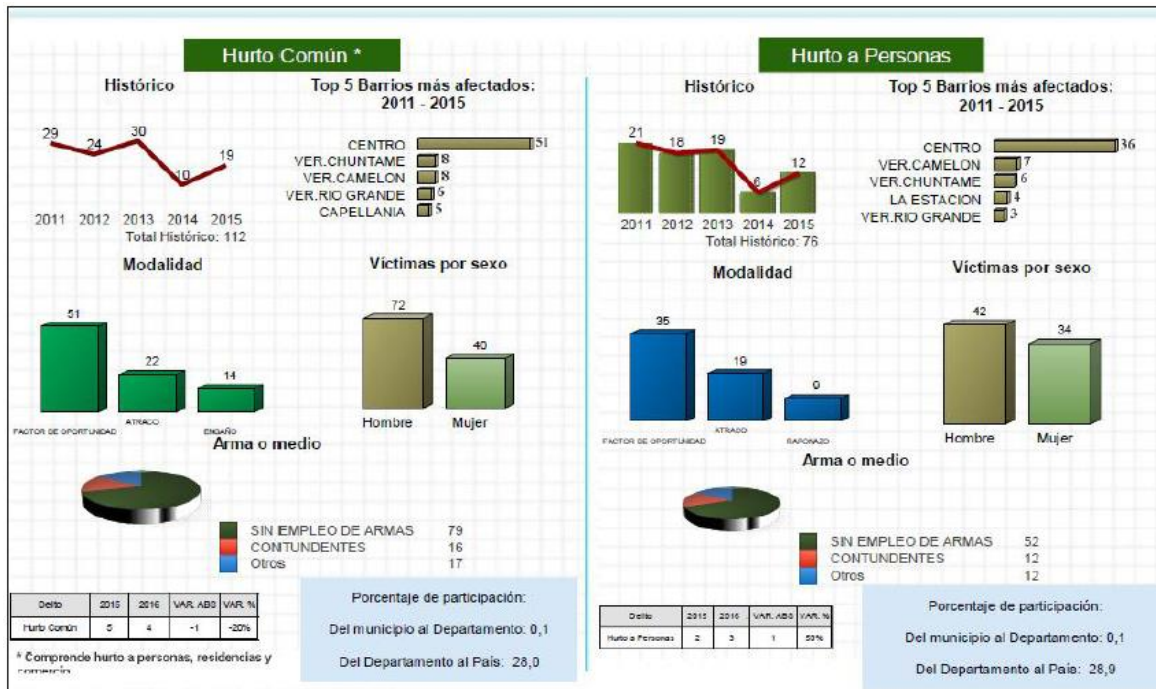 Hurto Común *
Histórico
29
24
30
10
19
2011 2012 2013 2014 2015
Total Histórico: 112
Top 5 Barrios más afectados:
2011 - 2015
CENTRO 51
VER.CHUNTAME 8
VER.CAMELON 8
VER.RIO GRANDE 6
CAPELLANIA 5
Modalidad
51
22
14
FACTOR DE OPORTUNIDAD
ATRACO
ENGAÑO
Víctimas por sexo
72
40
Hombre Mujer
Arma o medio
SIN EMPLEO DE ARMAS 79
CONTUNDENTES 16
Otros 17
Delito 2015 2016 VAR. ABS VAR. %
Hurto Común 5 4 -1 -20%
* Comprende hurto a personas, residencias y
comercio
Porcentaje de participación:
Del municipio al Departamento: 0,1
Del Departamento al País: 28,0
Hurto a Personas
Histórico
21
18
19
6
12
2011 2012 2013 2014 2015
Total Histórico: 76
Top 5 Barrios más afectados:
2011 - 2015
CENTRO 36
VER.CAMELON 7
VER.CHUNTAME 6
LA ESTACION 4
VER.RIO GRANDE 3
Modalidad
35
19
9
FACTOR DE OPORTUNIDAD
ATRACO
RAPONAZO
Víctimas por sexo
42
34
Hombre Mujer
Arma o medio
SIN EMPLEO DE ARMAS 52
CONTUNDENTES 12
Otros 12
Delito 2015 2016 VAR. ABS VAR. %
Hurto a Personas 2 3 1 50%
Porcentaje de participación:
Del municipio al Departamento: 0,1
Del Departamento al País: 28,9